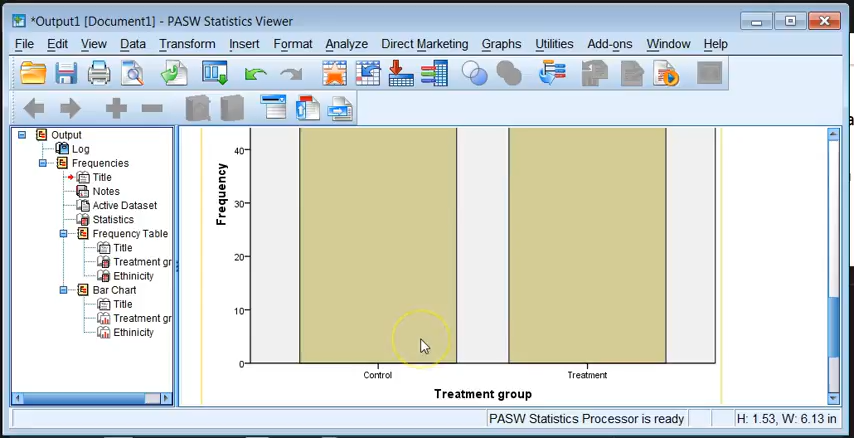 *Output1 [Document1] - PASW Statistics Viewer
File Edit View Data Transform Insert Format Analyze Direct Marketing Graphs Utilities Add-ons Window Help
Output
Log
Frequencies
Title
Notes
Active Dataset
Statistics
Frequency Table
Title
Treatment gr
Ethinicity
Bar Chart
Title
Treatment gr
Ethinicity
Frequency
40
30
20
10
0
Control Treatment
Treatment group
PASW Statistics Processor is ready H: 1.53, W: 6.13 in